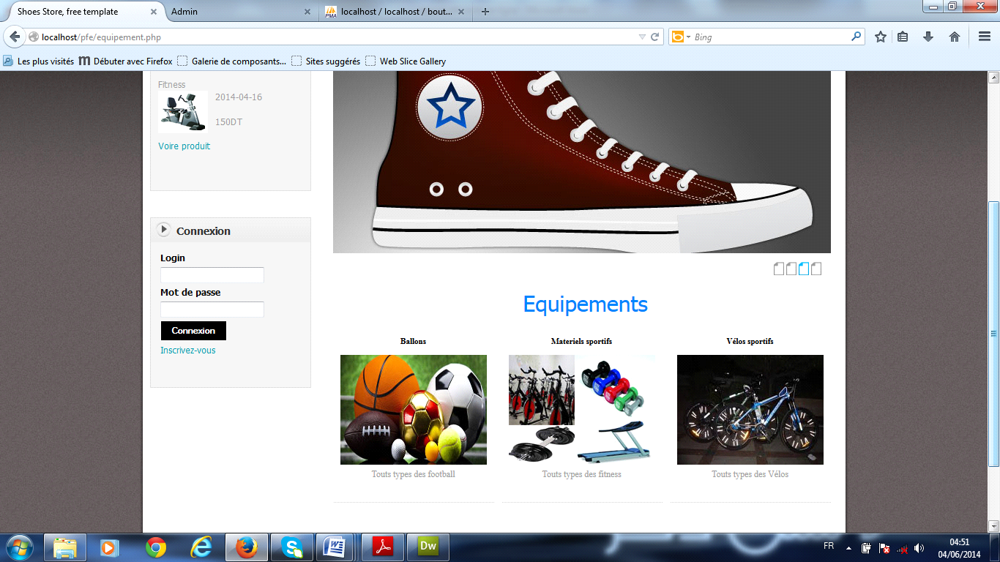 Shoes Store, free template
Admin
PMA
localhost / localhost / bout...
localhost/pfe/equipement.php
Bing
Les plus visités
Débuter avec Firefox
Galerie de composants...
Sites suggérés
Web Slice Gallery
Fitness
2014-04-16
150DT
Voire produit
Connexion
Login
Mot de passe
Connexion
Inscrivez-vous
Equipements
Ballons
Materiels sportifs
Vélos sportifs
Touts types des football
Touts types des fitness
Touts types des Vélos
Dw
FR
04:51
04/06/2014